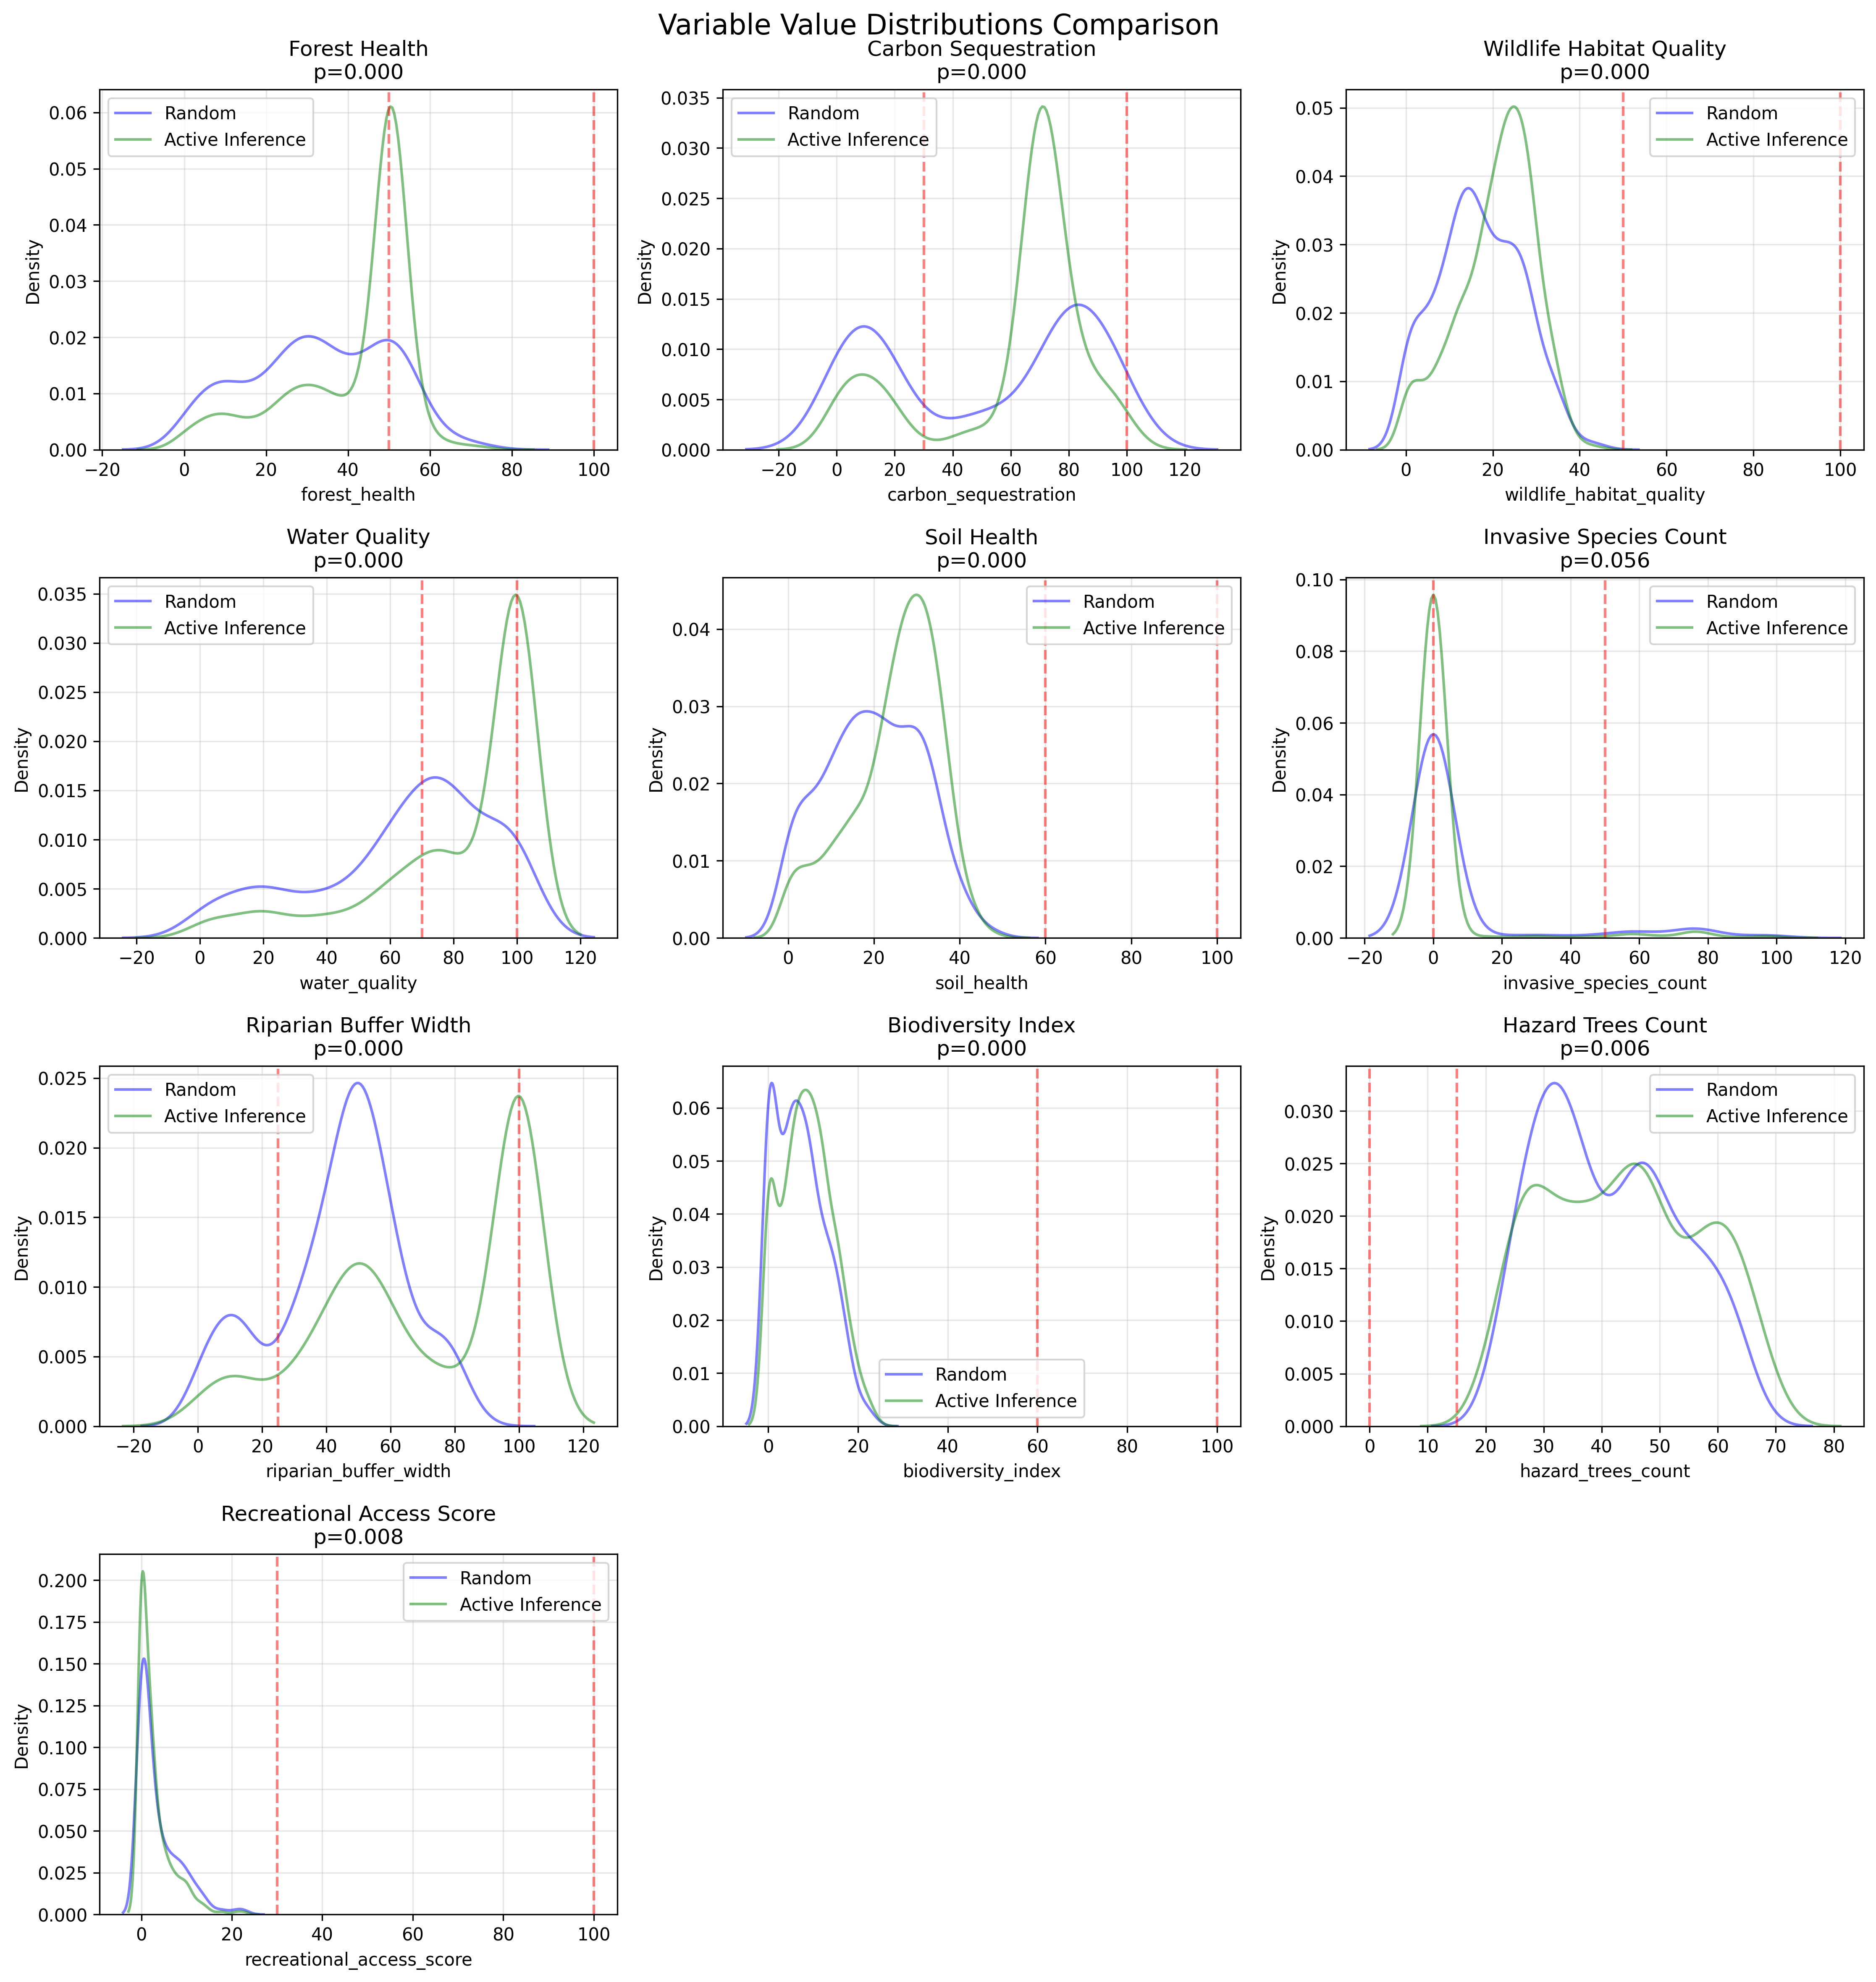 Variable Value Distributions Comparison
Forest Health
p=0.000
Random
Active Inference
Density
0.06
0.05
0.04
0.03
0.02
0.01
0.00
−20 0 20 40 60 80 100
forest_health
Carbon Sequestration
p=0.000
Random
Active Inference
Density
0.035
0.030
0.025
0.020
0.015
0.010
0.005
0.000
−20 0 20 40 60 80 100 120
carbon_sequestration
Wildlife Habitat Quality
p=0.000
Random
Active Inference
Density
0.05
0.04
0.03
0.02
0.01
0.00
0 20 40 60 80 100
wildlife_habitat_quality
Water Quality
p=0.000
Random
Active Inference
Density
0.035
0.030
0.025
0.020
0.015
0.010
0.005
0.000
−20 0 20 40 60 80 100 120
water_quality
Soil Health
p=0.000
Random
Active Inference
Density
0.04
0.03
0.02
0.01
0.00
0 20 40 60 80 100
soil_health
Invasive Species Count
p=0.056
Random
Active Inference
Density
0.10
0.08
0.06
0.04
0.02
0.00
−20 0 20 40 60 80 100 120
invasive_species_count
Riparian Buffer Width
p=0.000
Random
Active Inference
Density
0.025
0.020
0.015
0.010
0.005
0.000
−20 0 20 40 60 80 100 120
riparian_buffer_width
Biodiversity Index
p=0.000
Random
Active Inference
Density
0.06
0.05
0.04
0.03
0.02
0.01
0.00
0 20 40 60 80 100
biodiversity_index
Hazard Trees Count
p=0.006
Random
Active Inference
Density
0.030
0.025
0.020
0.015
0.010
0.005
0.000
0 10 20 30 40 50 60 70 80
hazard_trees_count
Recreational Access Score
p=0.008
Random
Active Inference
Density
0.200
0.175
0.150
0.125
0.100
0.075
0.050
0.025
0.000
0 20 40 60 80 100
recreational_access_score